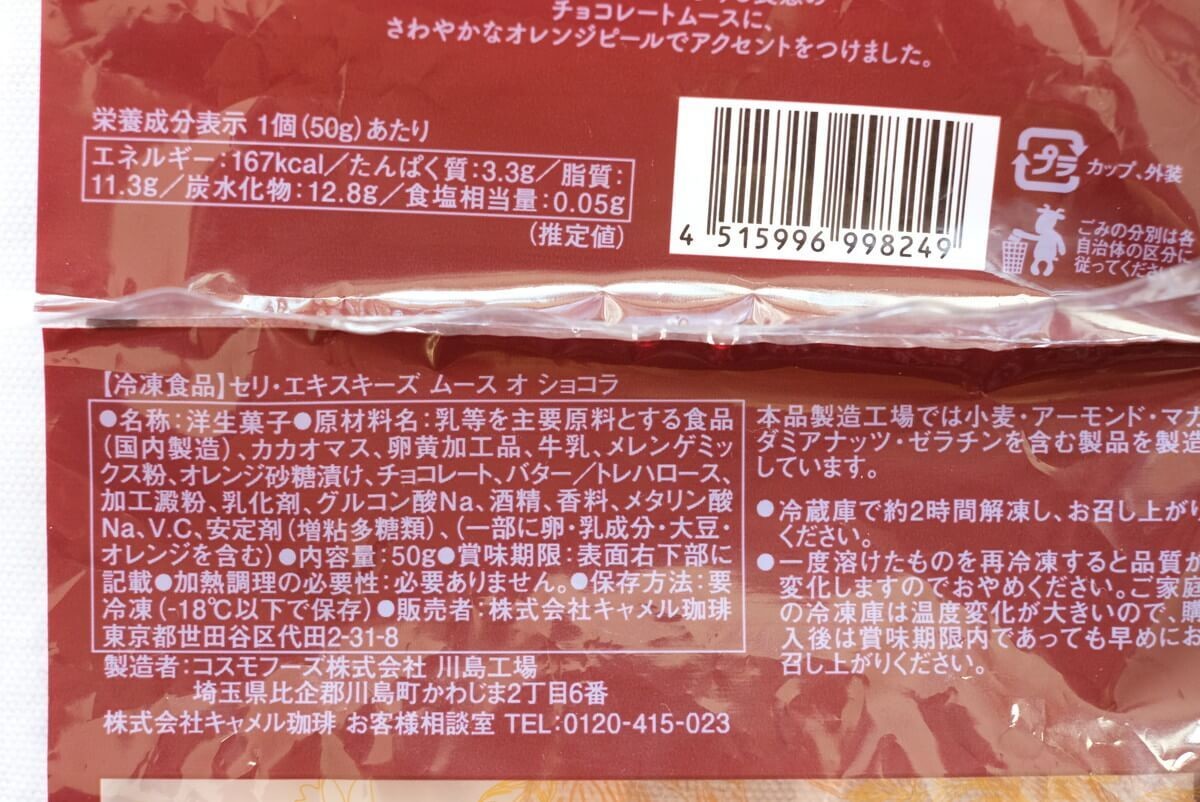 チョコレートムースに、
さわやかなオレンジピールでアクセントをつけました。
栄養成分表示 1個(50g)あたり
エネルギー:167kcal/たんぱく質:3.3g/脂質:
11.3g/炭水化物:12.8g/食塩相当量:0.05g
(推定値)
4 515996 998249
プラ
カップ、外装
ごみの分別は各
自治体の区分に
従ってくださ
【冷凍食品】セリ・エキスキーズ ムース オ ショコラ
●名称:洋生菓子●原材料名:乳等を主要原料とする食品
(国内製造)、カカオマス、卵黄加工品、牛乳、メレンゲミッ
クス粉、オレンジ砂糖漬け、チョコレート、バター/トレハロース、
加工澱粉、乳化剤、グルコン酸Na、酒精、香料、メタリン酸
Na、V.C、安定剤(増粘多糖類)、(一部に卵・乳成分・大豆・
オレンジを含む)●内容量:50g●賞味期限:表面右下部に
記載●加熱調理の必要性:必要ありません。●保存方法:要
冷凍(-18℃以下で保存)●販売者:株式会社キャメル珈琲
東京都世田谷区代田2-31-8
製造者:コスモフーズ株式会社 川島工場
埼玉県比企郡川島町かわじま2丁目6番
株式会社キャメル珈琲 お客様相談室 TEL:0120-415-023
本品製造工場では小麦・アーモンド・マカ
ダミアナッツ・ゼラチンを含む製品を製造
しています。
●冷蔵庫で約2時間解凍し、お召し上がり
ください。
●一度溶けたものを再冷凍すると品質が
変化しますのでおやめください。ご家庭
の冷凍庫は温度変化が大きいので、購
入後は賞味期限内であっても早めにお
召し上がりください。